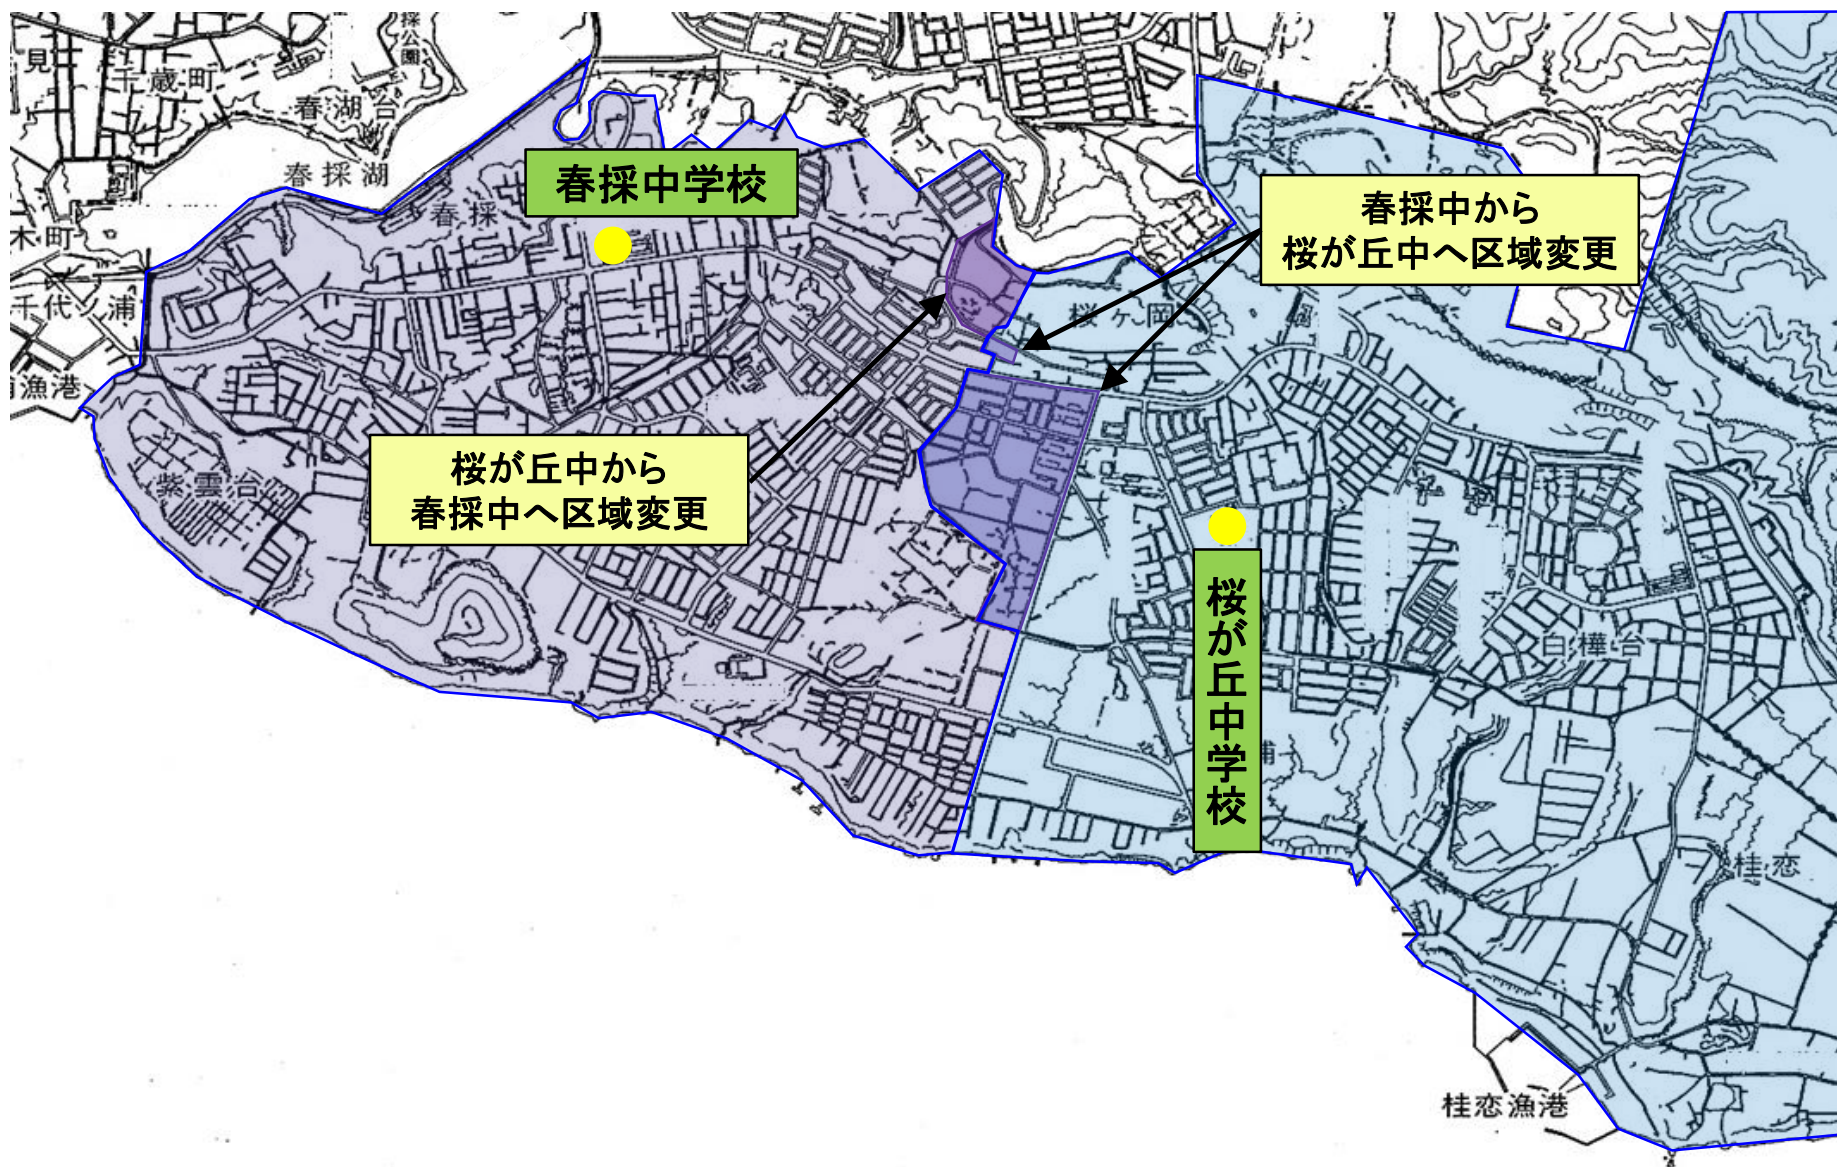 採公園
見
千歳町
春湖台
春採湖
春採
木町
千代ノ浦
漁港
紫雲台
春採中学校
春採中から
桜が丘中へ区域変更
桜ヶ岡
桜が丘中から
春採中へ区域変更
桜が丘中学校
白樺台
浦
桂恋
桂恋漁港